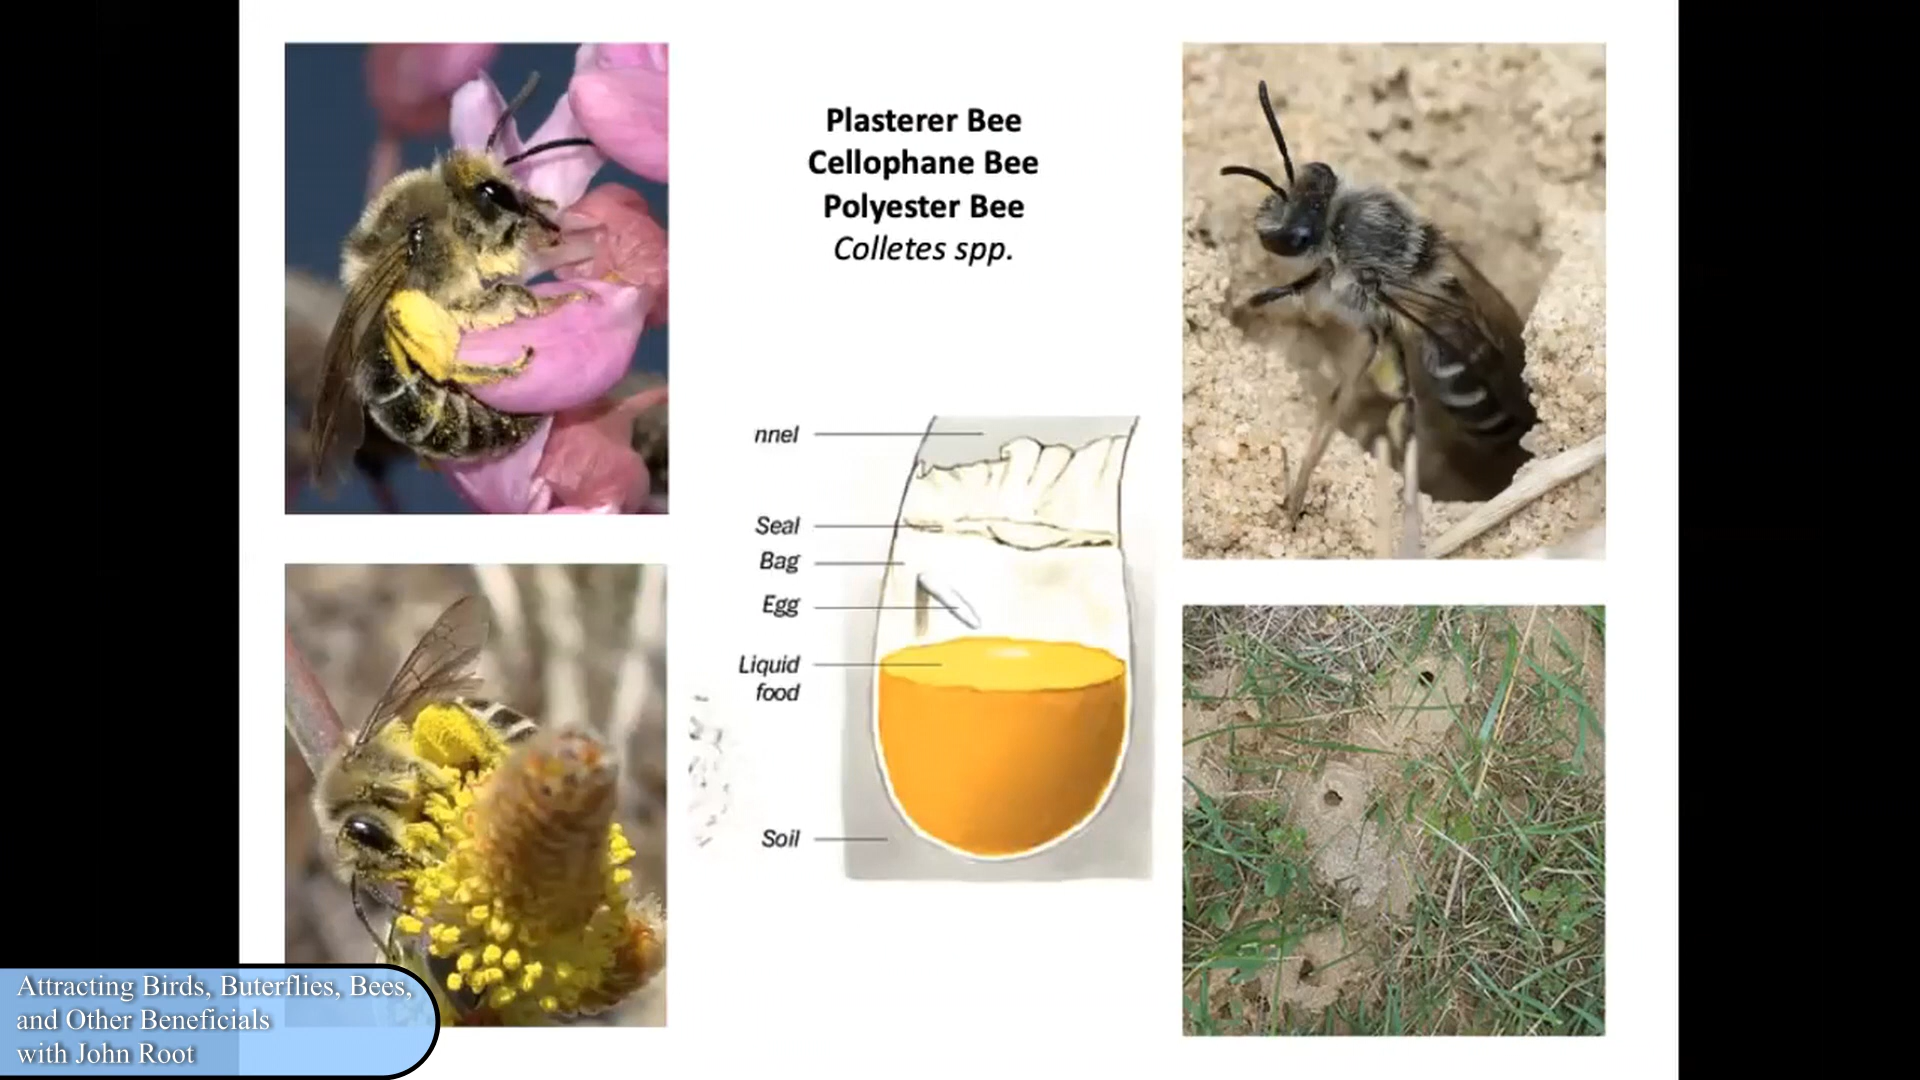 Plasterer Bee
Cellophane Bee
Polyester Bee
Colletes spp.
nnel
Seal
Bag
Egg
Liquid
food
Soil
Attracting Birds, Buterflies, Bees,
and Other Beneficials
with John Root